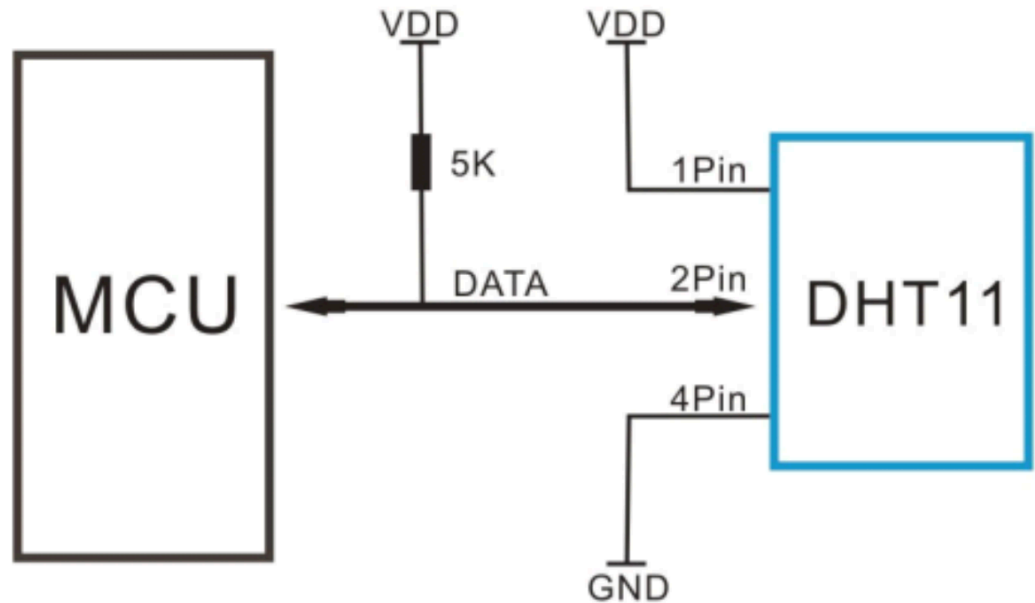 VDD
VDD
5K
1Pin
MCU
DATA
2Pin
DHT11
4Pin
GND